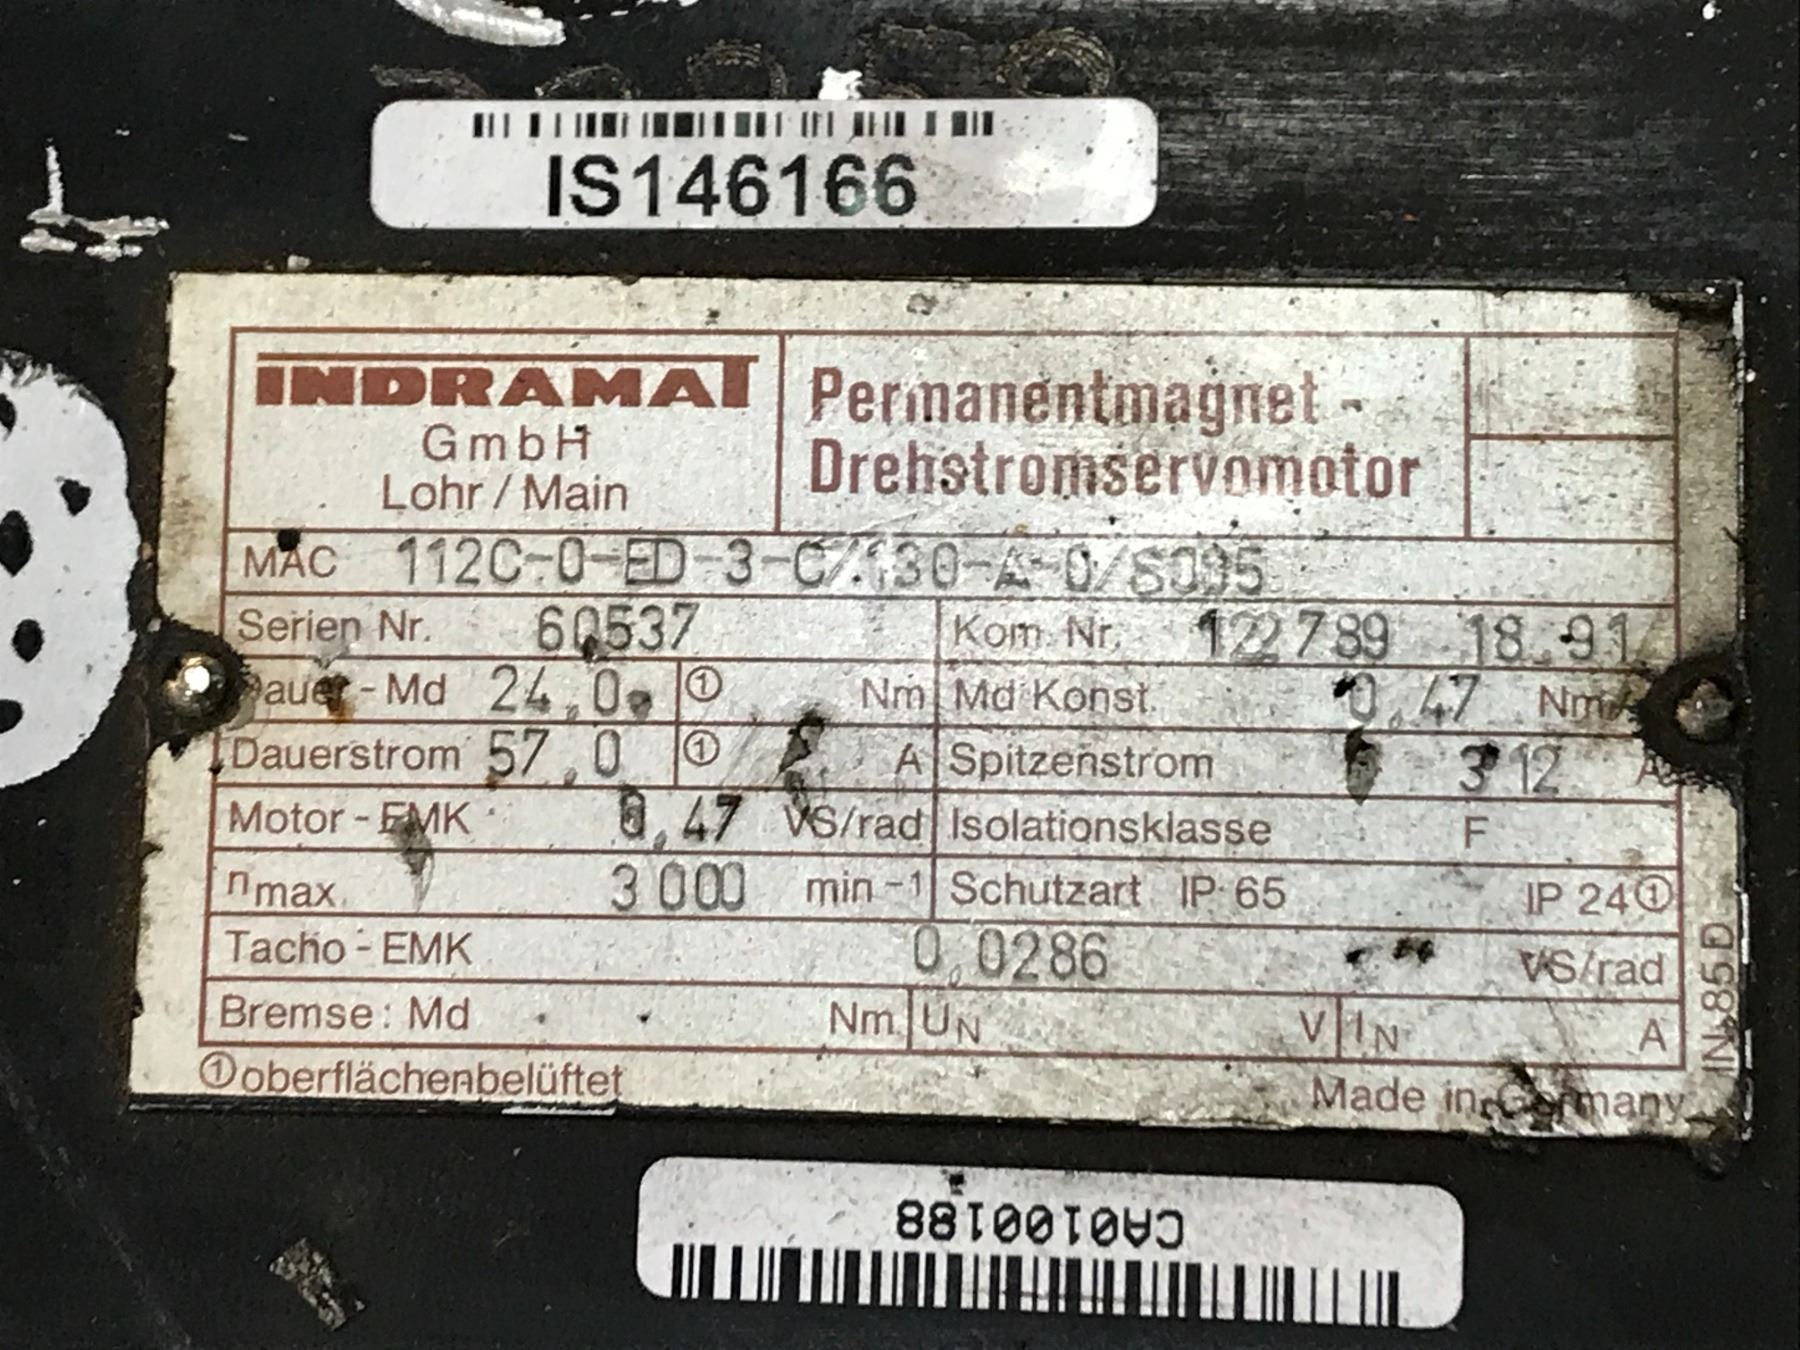 IS146166
INDRAMAT
GmbH
Lohr / Main
Permanentmagnet -
Drehstromservomotor
MAC 112C-0-ED-3-C/130-A-0/S095
Serien Nr. 60537 Kom. Nr. 122789 18.91
Dauer - Md 24,0 ① Nm Md Konst. 0,47 Nm/A
Dauerstrom 57,0 ① A Spitzenstrom 312 A
Motor - EMK 0,47 VS/rad Isolationsklasse F
nmax. 3000 min -1 Schutzart IP 65 IP 24①
Tacho - EMK 0,0286 VS/rad
Bremse : Md Nm UN V IN A
①oberflächenbelüftet
Made in Germany
IN 85 D
CA0100188